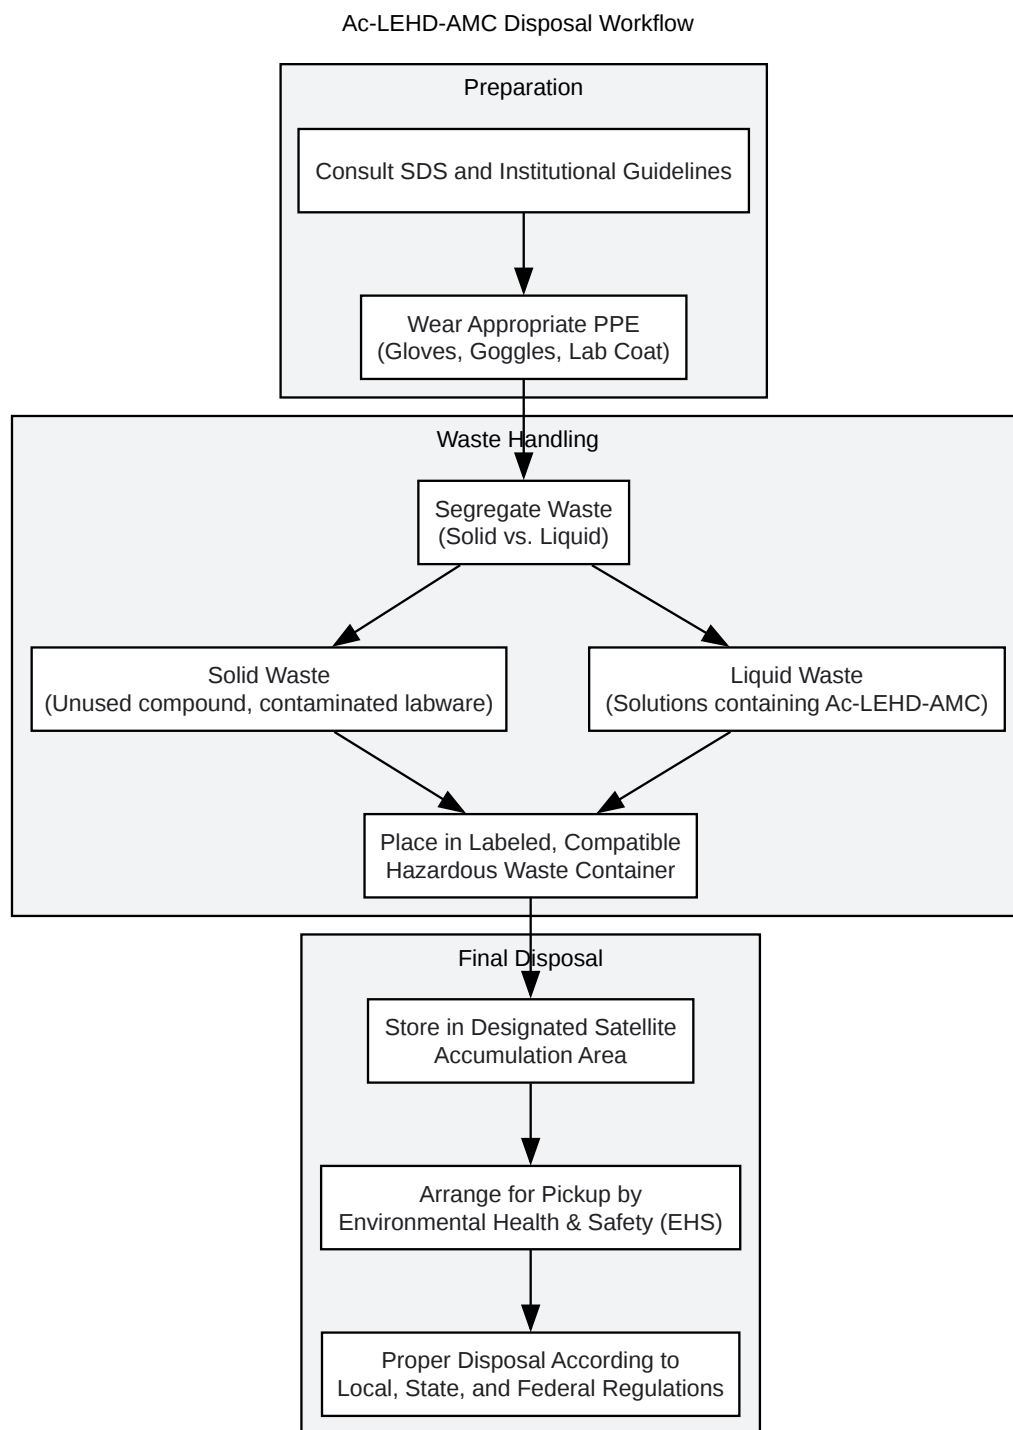 Ac-LEHD-AMC Disposal Workflow
Preparation
Consult SDS and Institutional Guidelines
Wear Appropriate PPE
(Gloves, Goggles, Lab Coat)
Waste Handling
Segregate Waste
(Solid vs. Liquid)
Solid Waste
(Unused compound, contaminated labware)
Liquid Waste
(Solutions containing Ac-LEHD-AMC)
Place in Labeled, Compatible
Hazardous Waste Container
Final Disposal
Store in Designated Satellite
Accumulation Area
Arrange for Pickup by
Environmental Health & Safety (EHS)
Proper Disposal According to
Local, State, and Federal Regulations